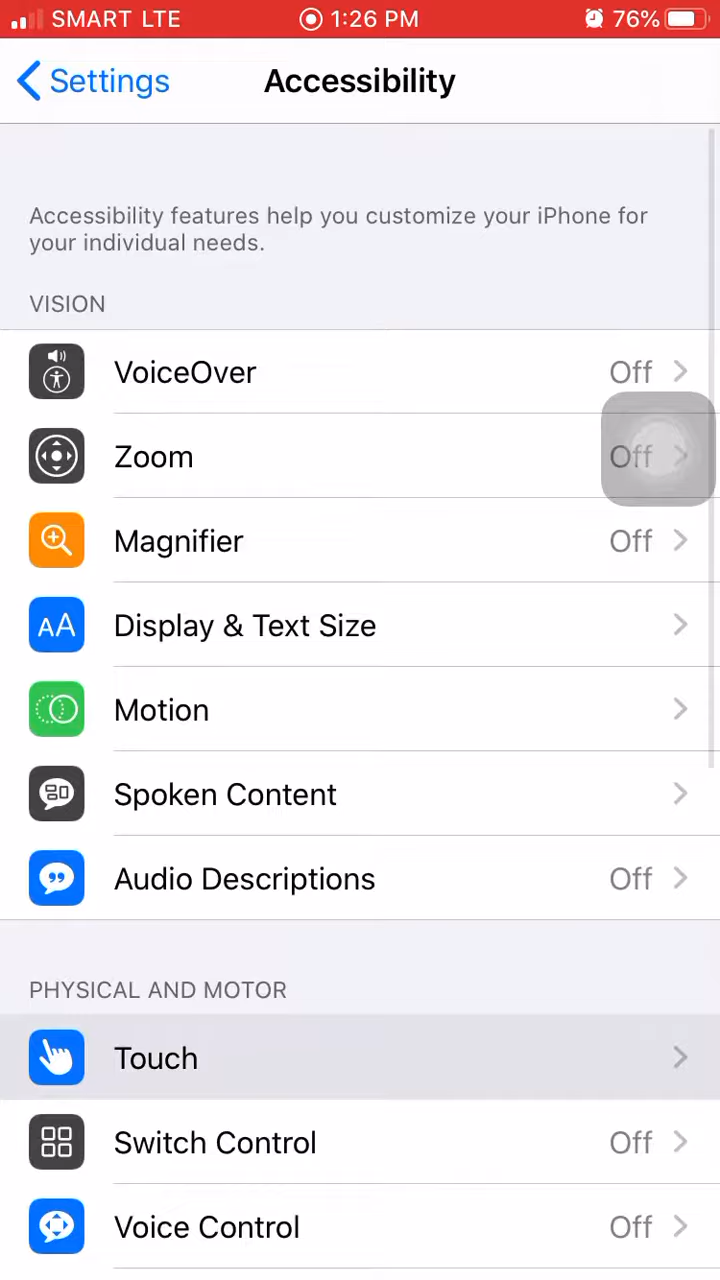 SMART LTE 1:26 PM 76%
Settings Accessibility
Accessibility features help you customize your iPhone for
your individual needs.
VISION
VoiceOver Off
Zoom Off
Magnifier Off
AA Display & Text Size
Motion
Spoken Content
Audio Descriptions Off
PHYSICAL AND MOTOR
Touch
Switch Control Off
Voice Control Off